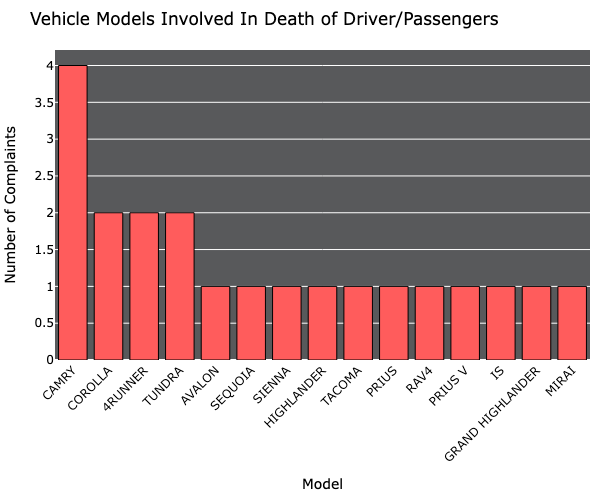 Vehicle Models Involved In Death of Driver/Passengers
Number of Complaints
4
3.5
3
2.5
2
1.5
1
0.5
0
CAMRY
COROLLA
4RUNNER
TUNDRA
AVALON
SEQUOIA
SIENNA
HIGHLANDER
TACOMA
PRIUS
RAV4
PRIUS V
IS
GRAND HIGHLANDER
MIRAI
Model